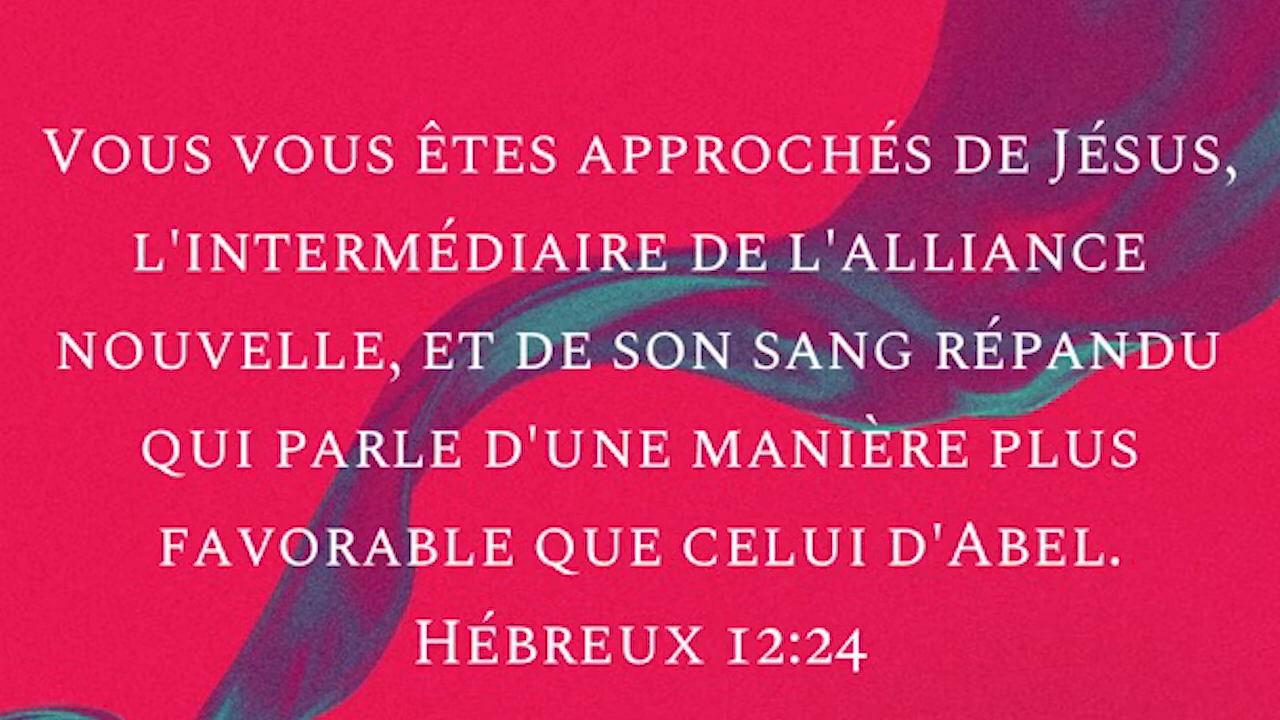 Vous vous êtes approchés de Jésus,
l'intermédiaire de l'alliance
nouvelle, et de son sang répandu
qui parle d'une manière plus
favorable que celui d'Abel.
Hébreux 12:24